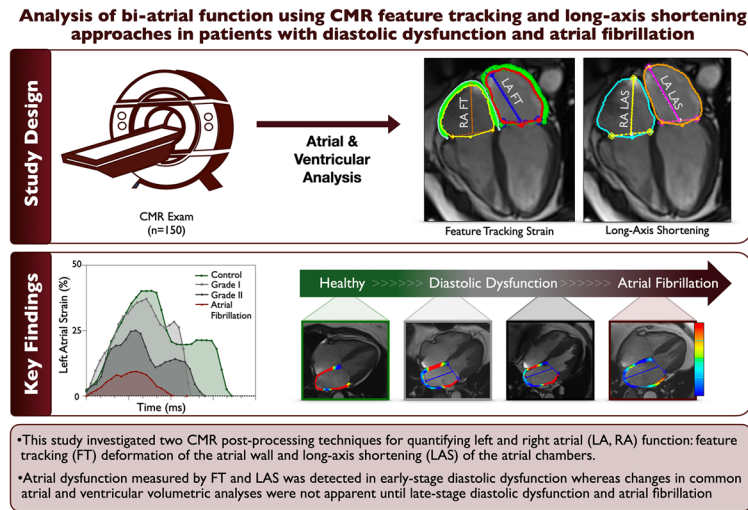 Analysis of bi-atrial function using CMR feature tracking and long-axis shortening
approaches in patients with diastolic dysfunction and atrial fibrillation
Study Design
CMR Exam
(n=150)
Atrial &
Ventricular
Analysis
RA FT
LA FT
Feature Tracking Strain
RA LAS
LA LAS
Long-Axis Shortening
Key Findings
Left Atrial Strain (%)
50
25
0
Time (ms)
Control
Grade I
Grade II
Atrial
Fibrillation
Healthy >>>>>> Diastolic Dysfunction >>>>>> Atrial Fibrillation
•This study investigated two CMR post-processing techniques for quantifying left and right atrial (LA, RA) function: feature
tracking (FT) deformation of the atrial wall and long-axis shortening (LAS) of the atrial chambers.
•Atrial dysfunction measured by FT and LAS was detected in early-stage diastolic dysfunction whereas changes in common
atrial and ventricular volumetric analyses were not apparent until late-stage diastolic dysfunction and atrial fibrillation